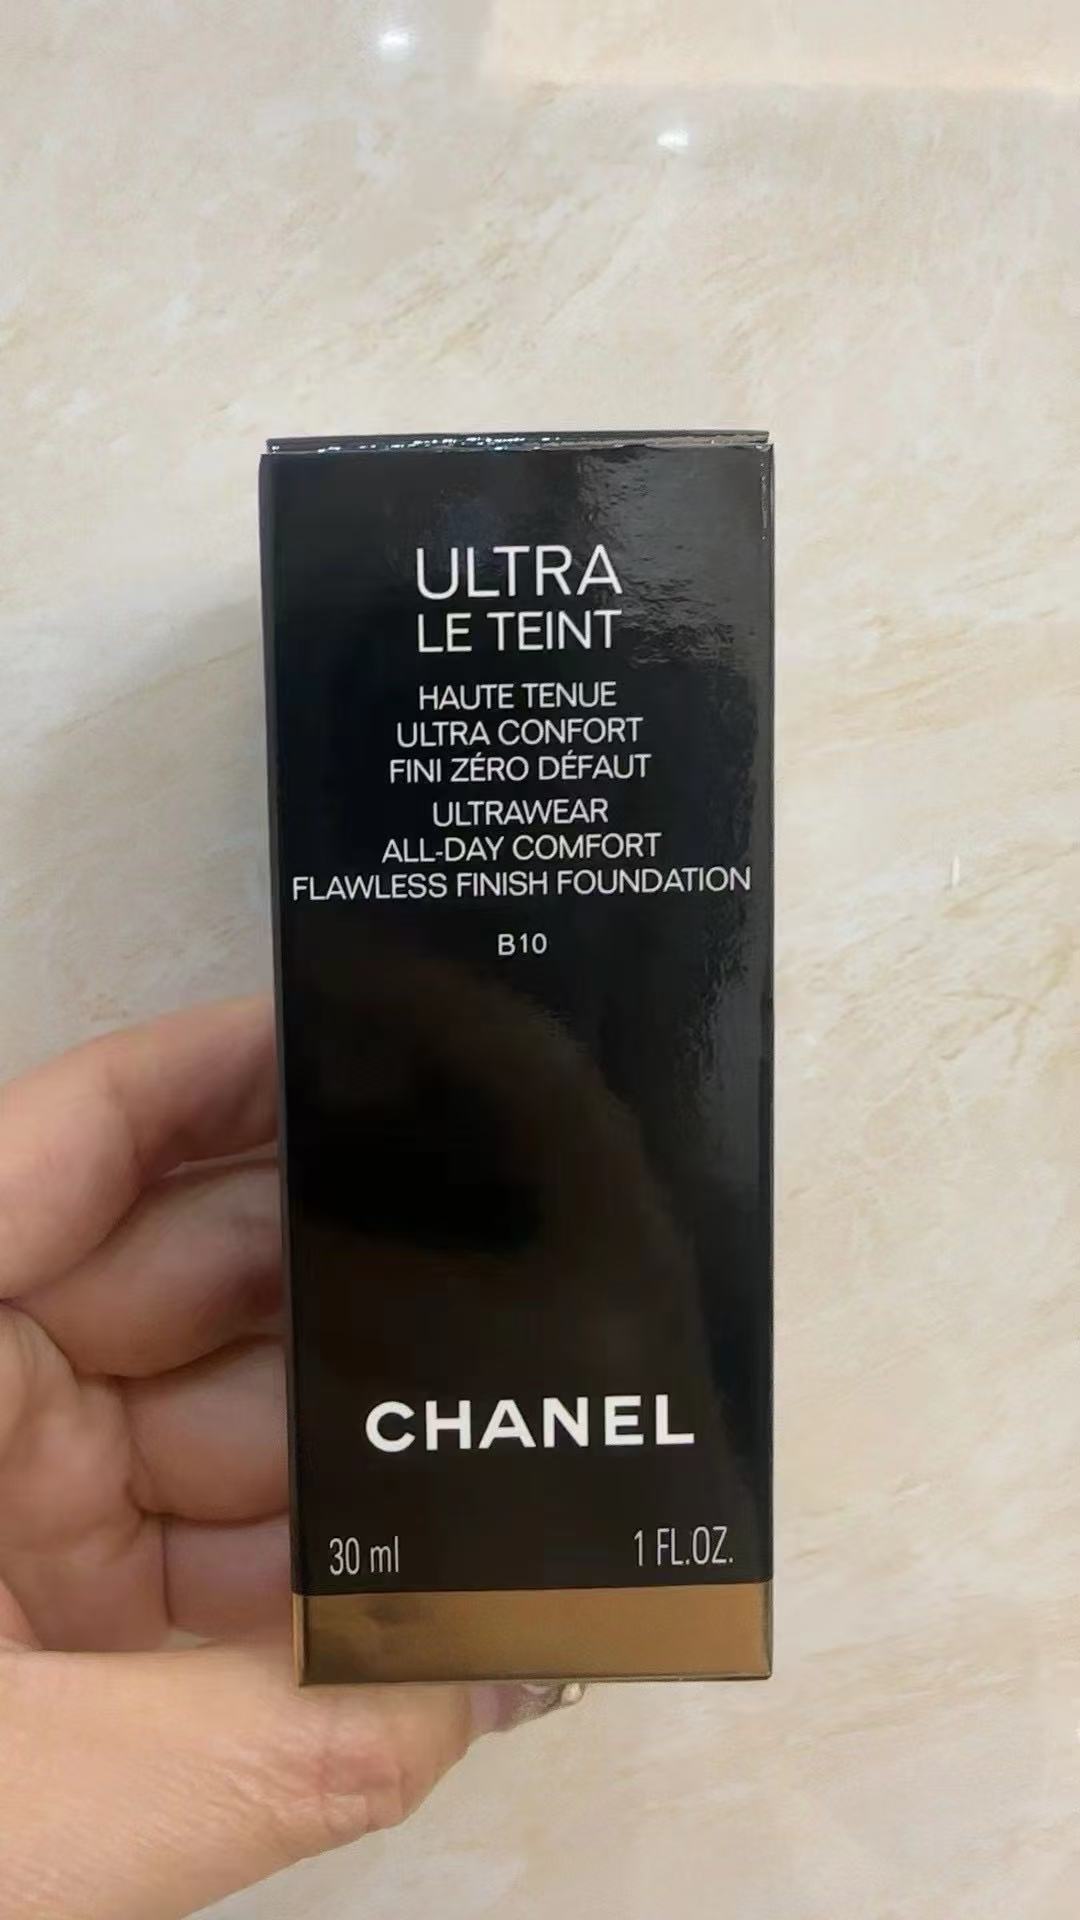 ULTRA
LE TEINT
HAUTE TENUE
ULTRA CONFORT
FINI ZÉRO DÉFAUT
ULTRAWEAR
ALL-DAY COMFORT
FLAWLESS FINISH FOUNDATION
B10
CHANEL
30 ml 1 FL.OZ.